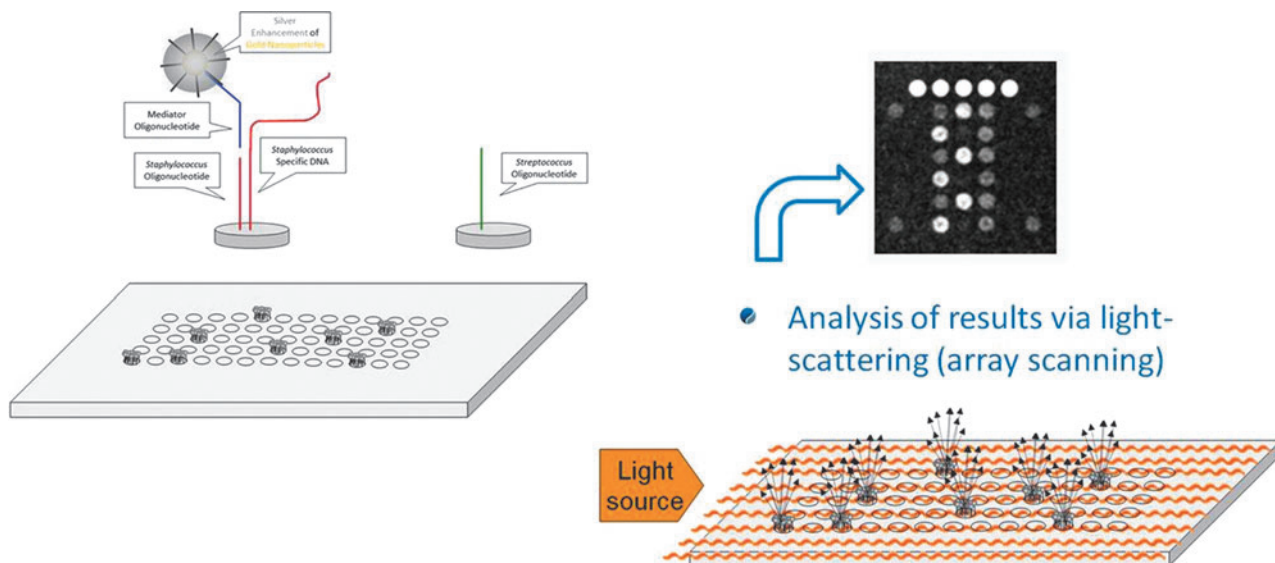 Silver
Enhancement of
Gold Nanoparticles
Mediator
Oligonucleotide
Staphylococcus
Oligonucleotide
Staphylococcus
Specific DNA
Streptococcus
Oligonucleotide
Analysis of results via light-
scattering (array scanning)
Light
source